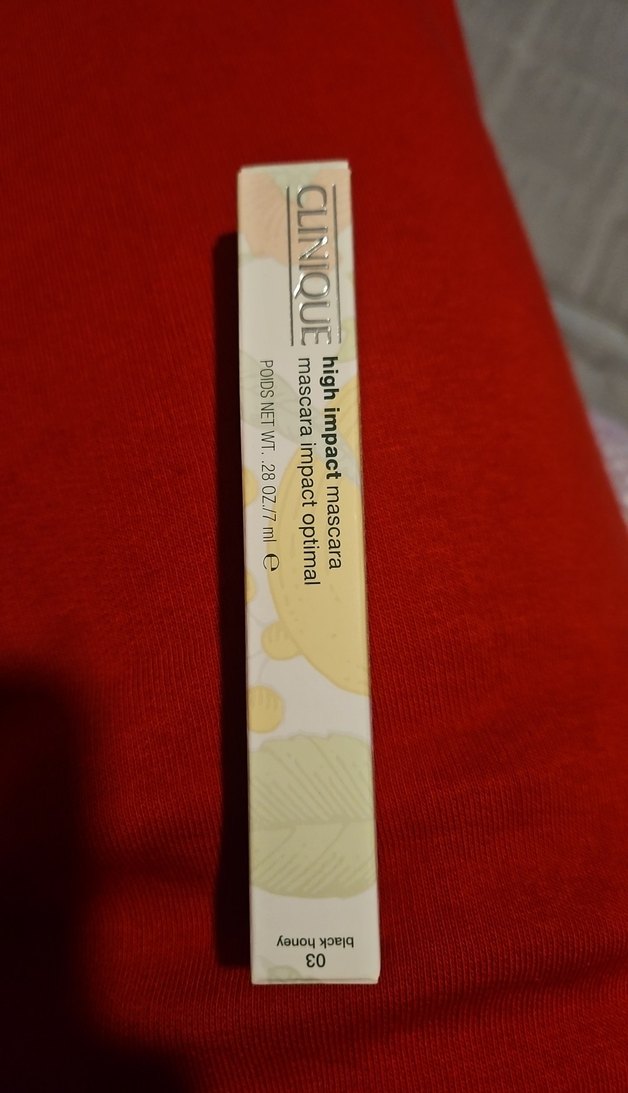 CLINIQUE
high impact mascara
mascara impact optimal
POIDS NET WT. .28 OZ./7 ml ℮
03
black honey